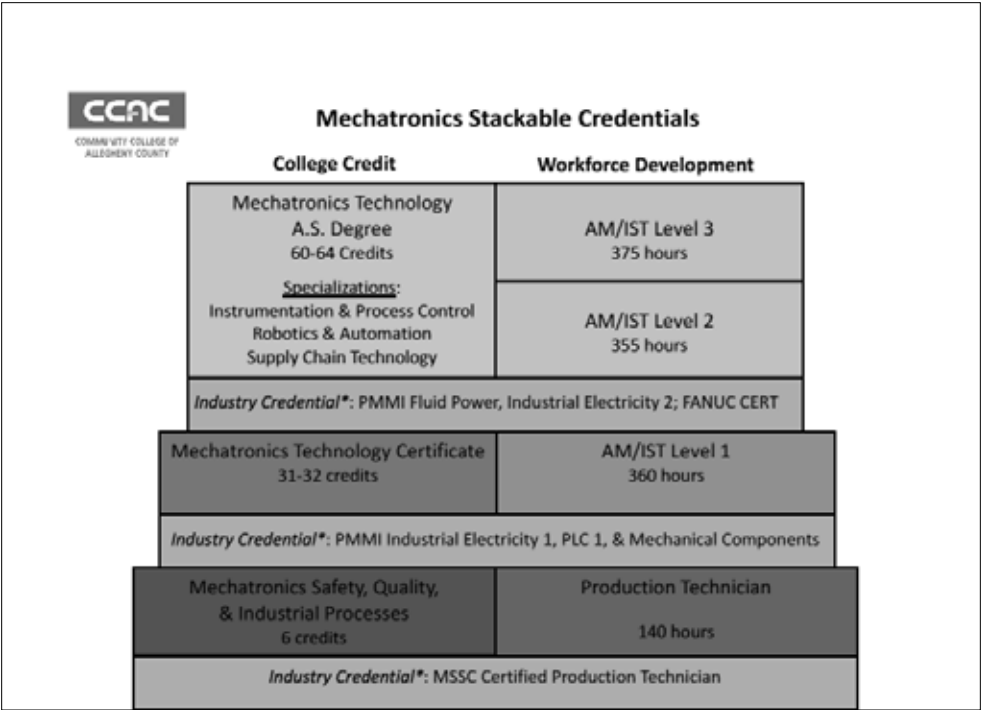 CCAC
COMMUNITY COLLEGE OF
ALLEGHENY COUNTY
Mechatronics Stackable Credentials
College Credit
Workforce Development
Mechatronics Technology
A.S. Degree
60-64 Credits
Specializations:
Instrumentation & Process Control
Robotics & Automation
Supply Chain Technology
AM/IST Level 3
375 hours
AM/IST Level 2
355 hours
Industry Credential*: PMMI Fluid Power, Industrial Electricity 2; FANUC CERT
Mechatronics Technology Certificate
31-32 credits
AM/IST Level 1
360 hours
Industry Credential*: PMMI Industrial Electricity 1, PLC 1, & Mechanical Components
Mechatronics Safety, Quality,
& Industrial Processes
6 credits
Production Technician
140 hours
Industry Credential*: MSSC Certified Production Technician